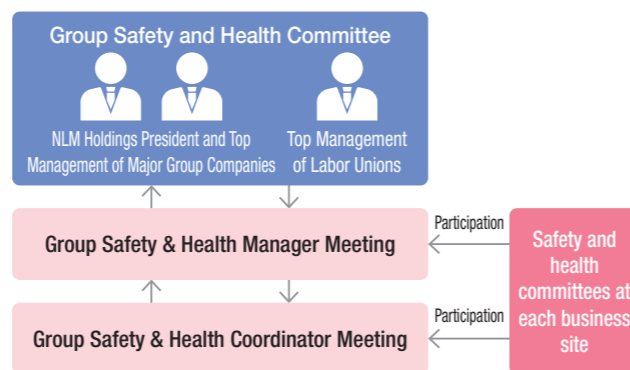 Group Safety and Health Committee
NLM Holdings President and Top
Management of Major Group Companies
Top Management
of Labor Unions
Group Safety & Health Manager Meeting
Participation
Safety and
health
committees at
each business
site
Group Safety & Health Coordinator Meeting
Participation